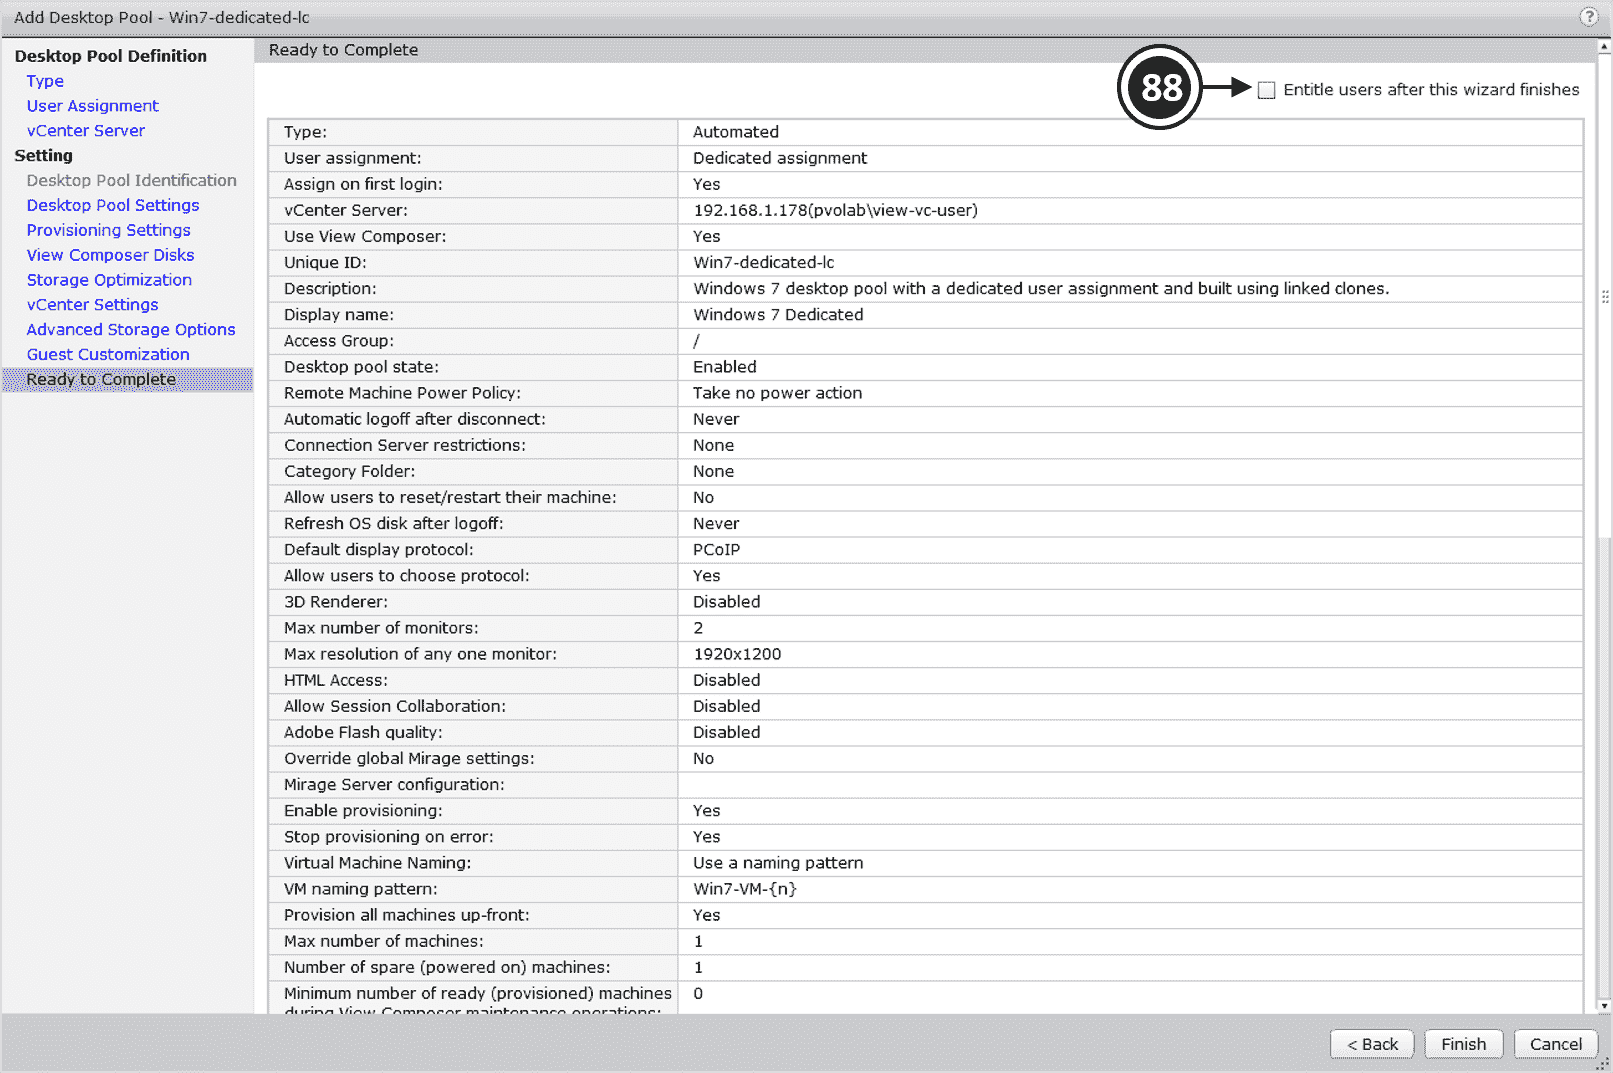 Add Desktop Pool - Win7-dedicated-lc
?
Desktop Pool Definition
Type
User Assignment
vCenter Server
Setting
Desktop Pool Identification
Desktop Pool Settings
Provisioning Settings
View Composer Disks
Storage Optimization
vCenter Settings
Advanced Storage Options
Guest Customization
Ready to Complete
Ready to Complete
88
Entitle users after this wizard finishes
Type: Automated
User assignment: Dedicated assignment
Assign on first login: Yes
vCenter Server: 192.168.1.178(pvolab\view-vc-user)
Use View Composer: Yes
Unique ID: Win7-dedicated-lc
Description: Windows 7 desktop pool with a dedicated user assignment and built using linked clones.
Display name: Windows 7 Dedicated
Access Group: /
Desktop pool state: Enabled
Remote Machine Power Policy: Take no power action
Automatic logoff after disconnect: Never
Connection Server restrictions: None
Category Folder: None
Allow users to reset/restart their machine: No
Refresh OS disk after logoff: Never
Default display protocol: PCoIP
Allow users to choose protocol: Yes
3D Renderer: Disabled
Max number of monitors: 2
Max resolution of any one monitor: 1920x1200
HTML Access: Disabled
Allow Session Collaboration: Disabled
Adobe Flash quality: Disabled
Override global Mirage settings: No
Mirage Server configuration:
Enable provisioning: Yes
Stop provisioning on error: Yes
Virtual Machine Naming: Use a naming pattern
VM naming pattern: Win7-VM-{n}
Provision all machines up-front: Yes
Max number of machines: 1
Number of spare (powered on) machines: 1
Minimum number of ready (provisioned) machines 0
during View Composer maintenance operations:
< Back
Finish
Cancel